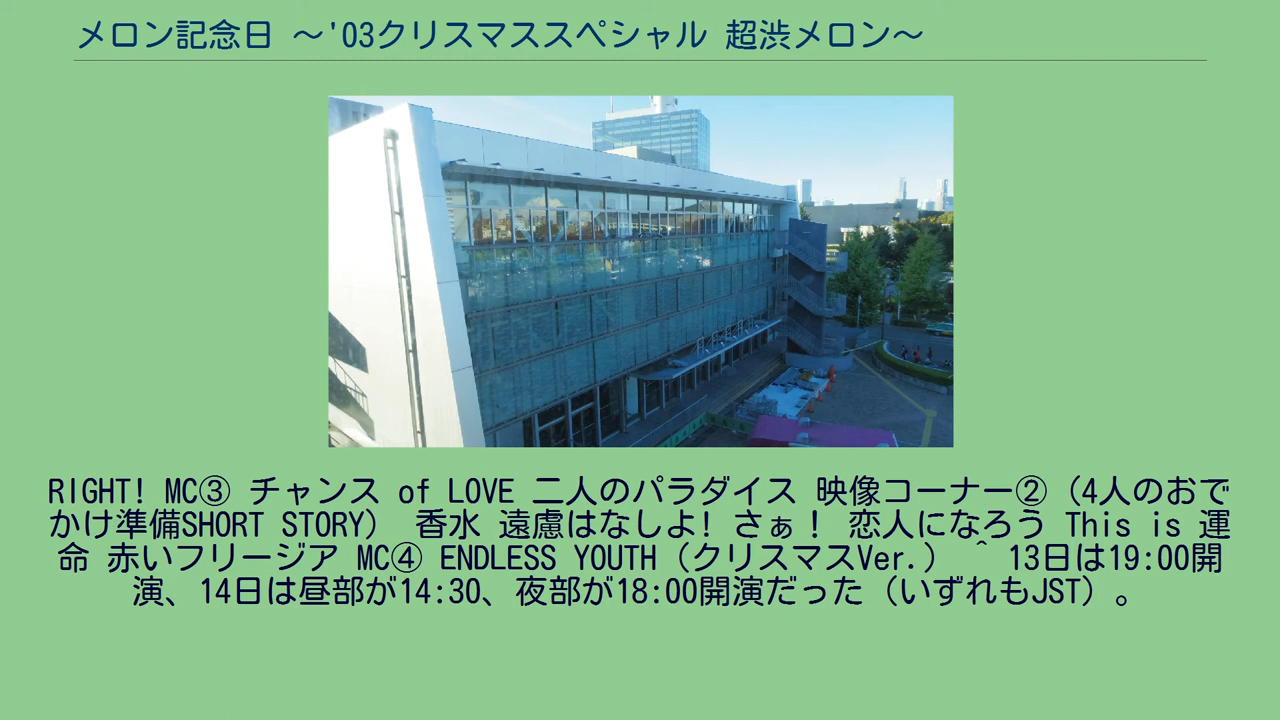 メロン記念日 〜'03クリスマススペシャル 超渋メロン〜
RIGHT! MC③ チャンス of LOVE 二人のパラダイス 映像コーナー②（4人のおで
かけ準備SHORT STORY） 香水 遠慮はなしよ! さぁ！ 恋人になろう This is 運
命 赤いフリージア MC④ ENDLESS YOUTH（クリスマスVer.） ^ 13日は19:00開
演、14日は昼部が14:30、夜部が18:00開演だった（いずれもJST）。